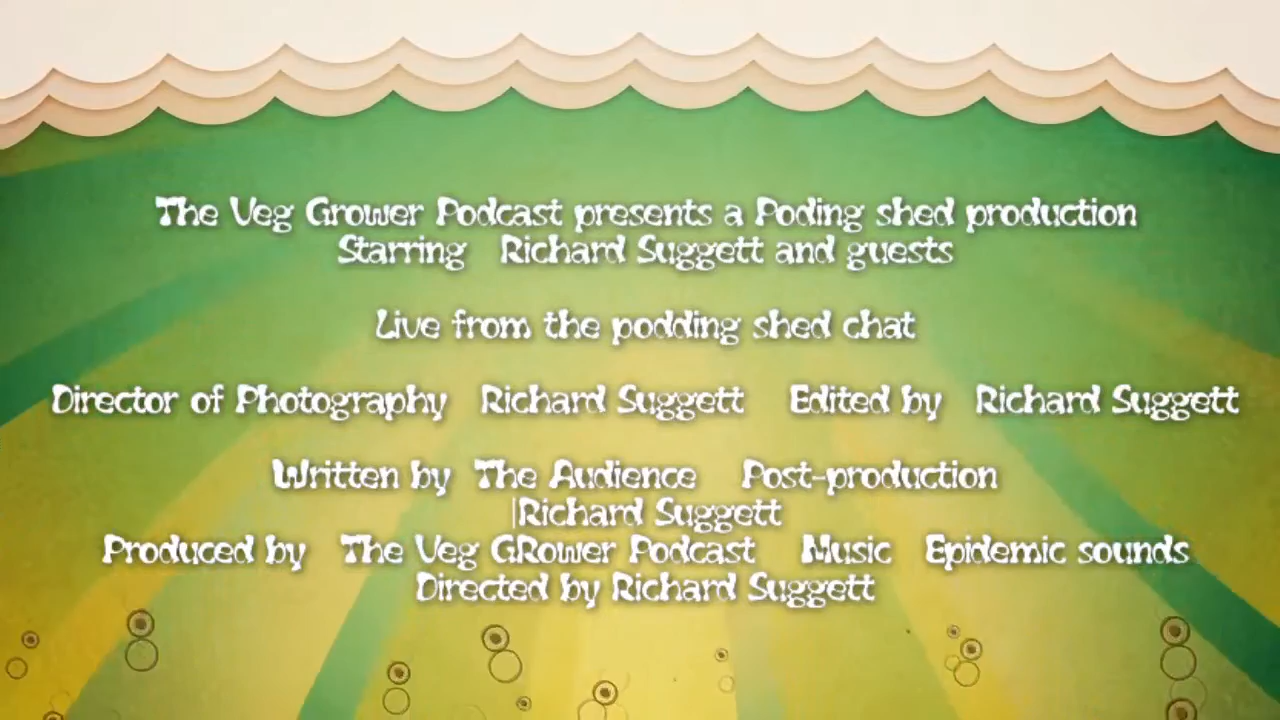 The Veg Grower Podcast presents a Poding shed production
Starring Richard Suggett and guests
Live from the podding shed chat
Director of Photography Richard Suggett Edited by Richard Suggett
Written by The Audience Post-production
|Richard Suggett
Produced by The Veg GRower Podcast Music Epidemic sounds
Directed by Richard Suggett